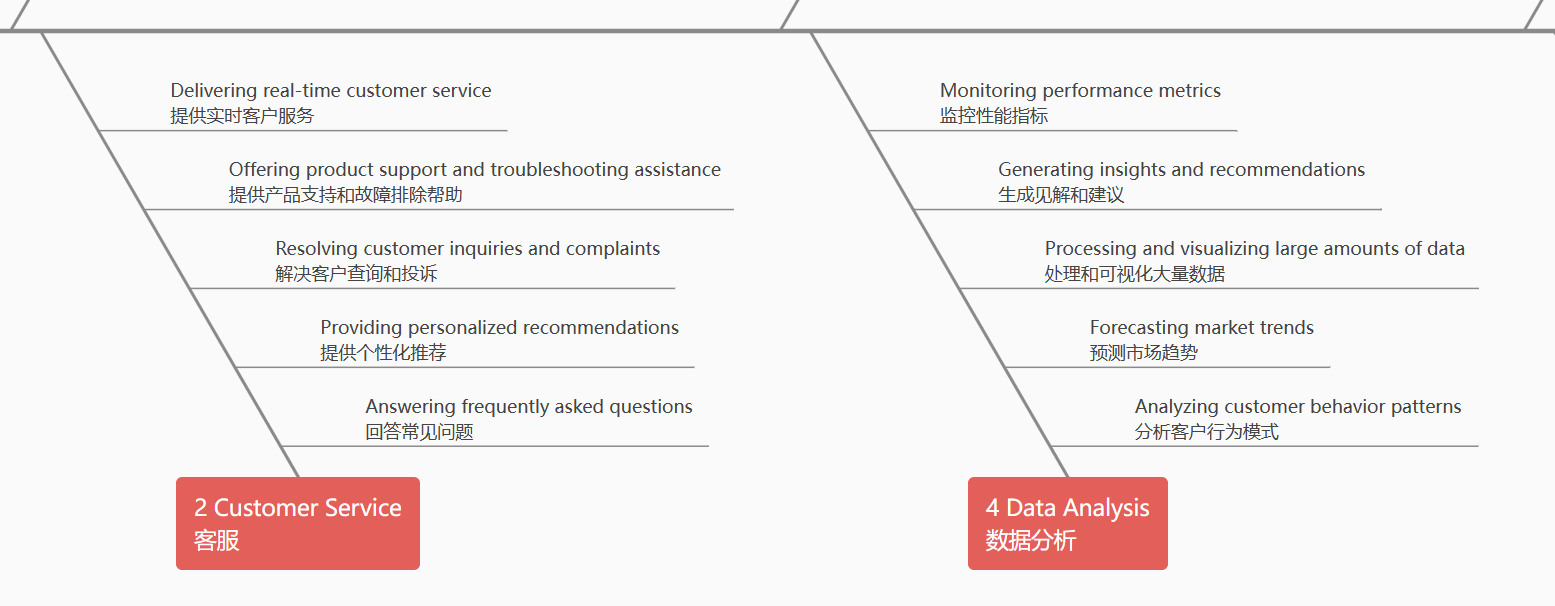 Delivering real-time customer service
提供实时客户服务
Offering product support and troubleshooting assistance
提供产品支持和故障排除帮助
Resolving customer inquiries and complaints
解决客户查询和投诉
Providing personalized recommendations
提供个性化推荐
Answering frequently asked questions
回答常见问题
2 Customer Service
客服
Monitoring performance metrics
监控性能指标
Generating insights and recommendations
生成见解和建议
Processing and visualizing large amounts of data
处理和可视化大量数据
Forecasting market trends
预测市场趋势
Analyzing customer behavior patterns
分析客户行为模式
4 Data Analysis
数据分析